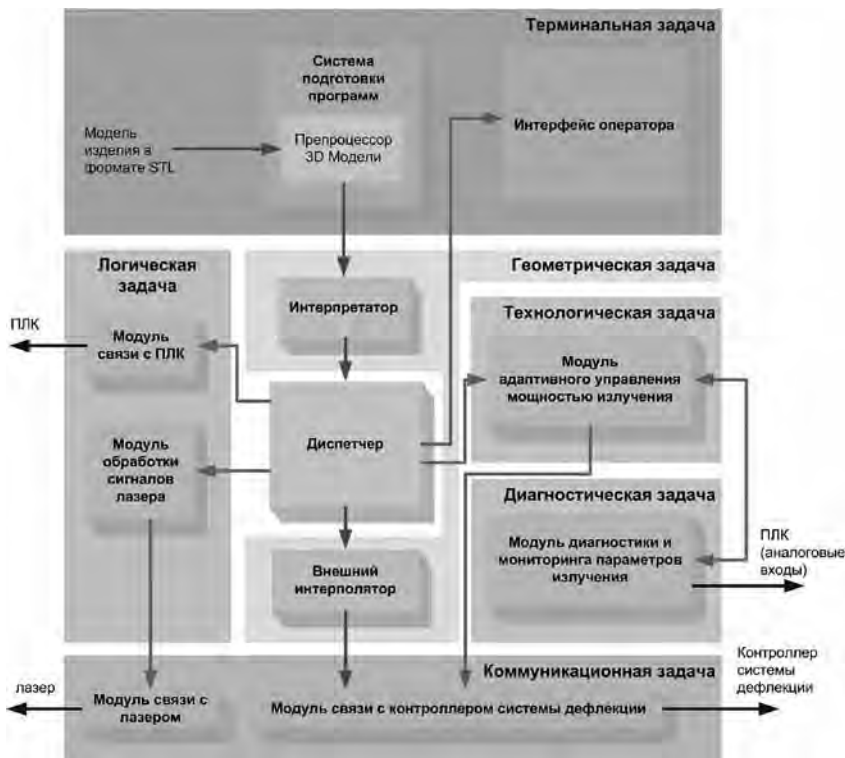 Терминальная задача
Система
подготовки
программ
Модель
изделия в
формате STL
Препроцессор
3D Модели
Интерфейс оператора
Логическая
задача
Геометрическая задача
Интерпретатор
Технологическая задача
ПЛК
Модуль
связи с ПЛК
Модуль
адаптивного управления
мощностью излучения
Диспетчер
Модуль
обработки
сигналов
лазера
Диагностическая задача
Модуль диагностики и
мониторинга параметров
излучения
ПЛК
(аналоговые
входы)
Внешний
интерполятор
Коммуникационная задача
лазер
Модуль связи с
лазером
Модуль связи с контроллером системы дефлекции
Контроллер
системы
дефлекции